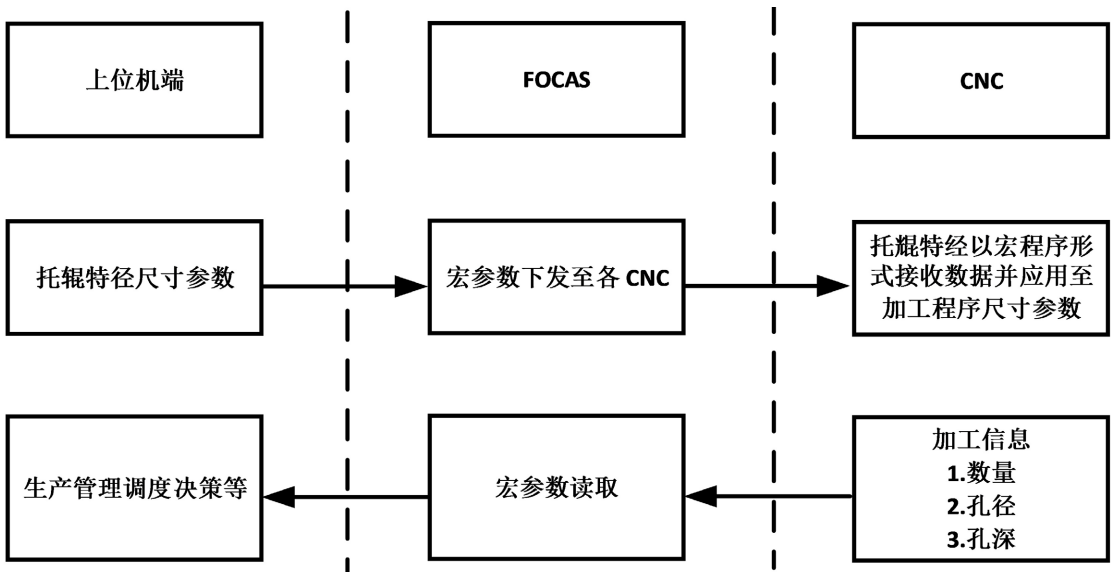 上位机端
FOCAS
CNC
托辊特径尺寸参数
宏参数下发至各 CNC
托辊特经以宏程序形
式接收数据并应用至
加工程序尺寸参数
生产管理调度决策等
宏参数读取
加工信息
1.数量
2.孔径
3.孔深